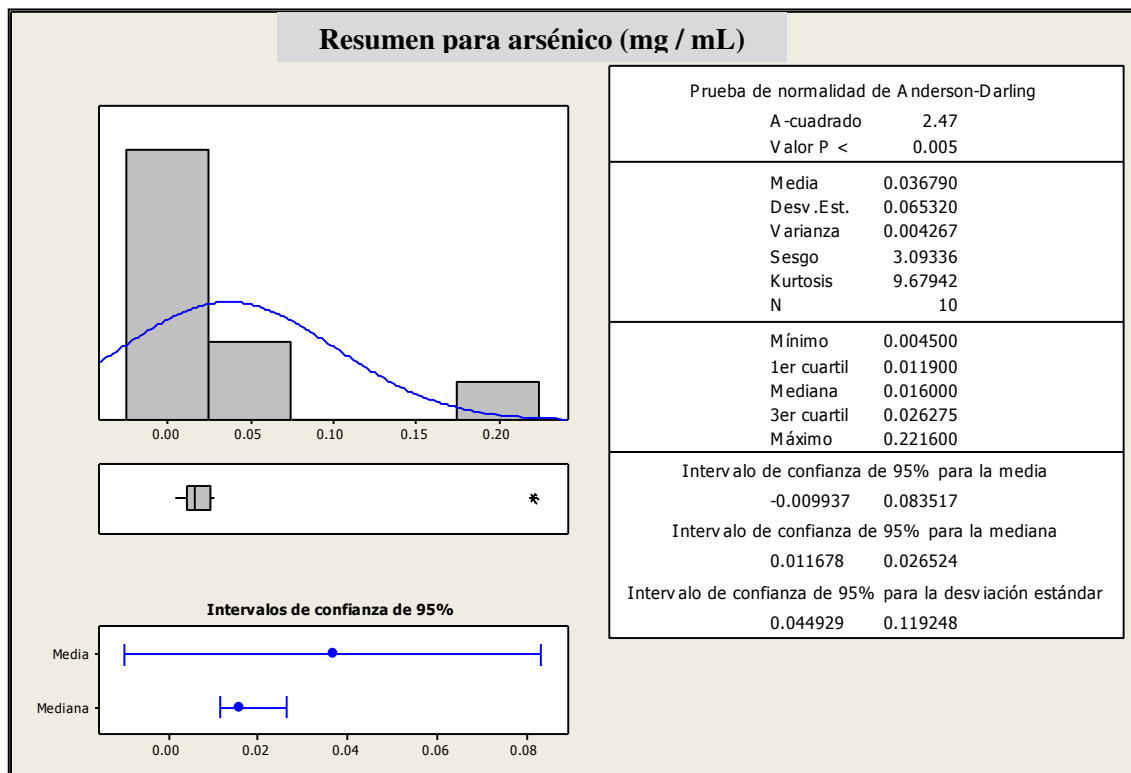 Resumen para arsénico (mg / mL)
Prueba de normalidad de Anderson-Darling
A-cuadrado 2.47
Valor P < 0.005
Media 0.036790
Desv.Est. 0.065320
Varianza 0.004267
Sesgo 3.09336
Kurtosis 9.67942
N 10
Mínimo 0.004500
1er cuartil 0.011900
Mediana 0.016000
3er cuartil 0.026275
Máximo 0.221600
Intervalo de confianza de 95% para la media
-0.009937 0.083517
Intervalo de confianza de 95% para la mediana
0.011678 0.026524
Intervalo de confianza de 95% para la desviación estándar
0.044929 0.119248
0.00 0.05 0.10 0.15 0.20
Intervalos de confianza de 95%
Media
Mediana
0.00 0.02 0.04 0.06 0.08